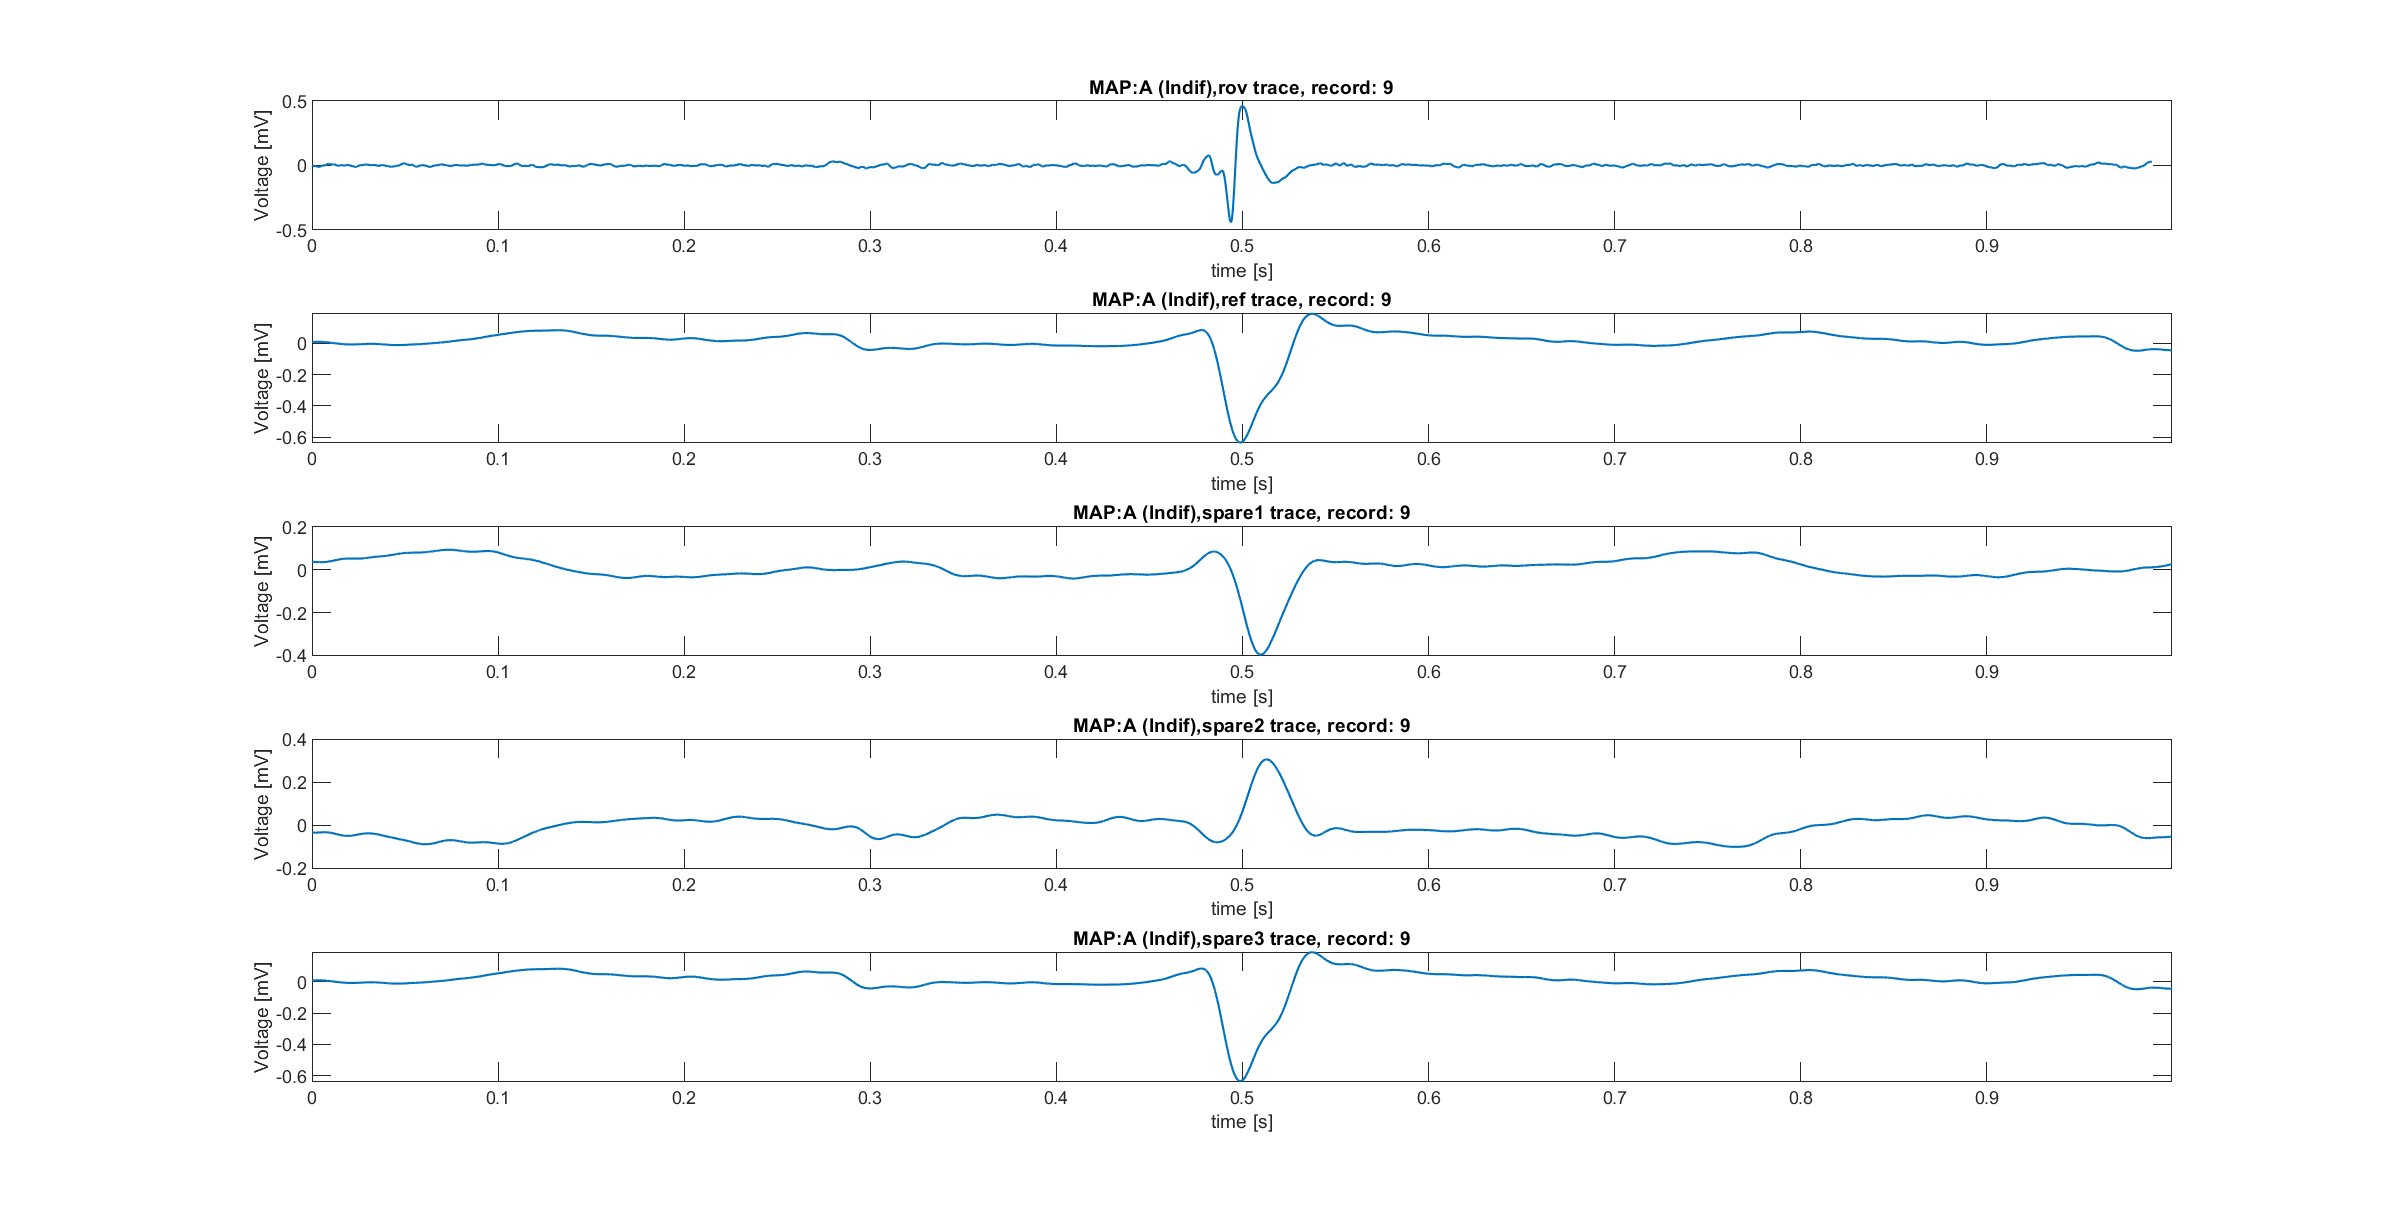 MAP:A (Indif),rov trace, record: 9
Voltage [mV]
0.5
0
-0.5
0 0.1 0.2 0.3 0.4 0.5 0.6 0.7 0.8 0.9
time [s]
MAP:A (Indif),ref trace, record: 9
Voltage [mV]
0
-0.2
-0.4
-0.6
0 0.1 0.2 0.3 0.4 0.5 0.6 0.7 0.8 0.9
time [s]
MAP:A (Indif),spare1 trace, record: 9
Voltage [mV]
0.2
0
-0.2
-0.4
0 0.1 0.2 0.3 0.4 0.5 0.6 0.7 0.8 0.9
time [s]
MAP:A (Indif),spare2 trace, record: 9
Voltage [mV]
0.4
0.2
0
-0.2
0 0.1 0.2 0.3 0.4 0.5 0.6 0.7 0.8 0.9
time [s]
MAP:A (Indif),spare3 trace, record: 9
Voltage [mV]
0
-0.2
-0.4
-0.6
0 0.1 0.2 0.3 0.4 0.5 0.6 0.7 0.8 0.9
time [s]